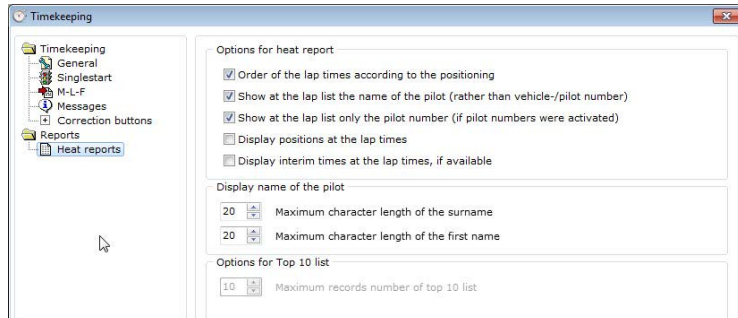 Timekeeping
Timekeeping
General
Singlestart
M-L-F
Messages
Correction buttons
Reports
Heat reports
Options for heat report
Order of the lap times according to the positioning
Show at the lap list the name of the pilot (rather than vehicle-/pilot number)
Show at the lap list only the pilot number (if pilot numbers were activated)
Display positions at the lap times
Display interim times at the lap times, if available
Display name of the pilot
20 Maximum character length of the surname
20 Maximum character length of the first name
Options for Top 10 list
10 Maximum records number of top 10 list